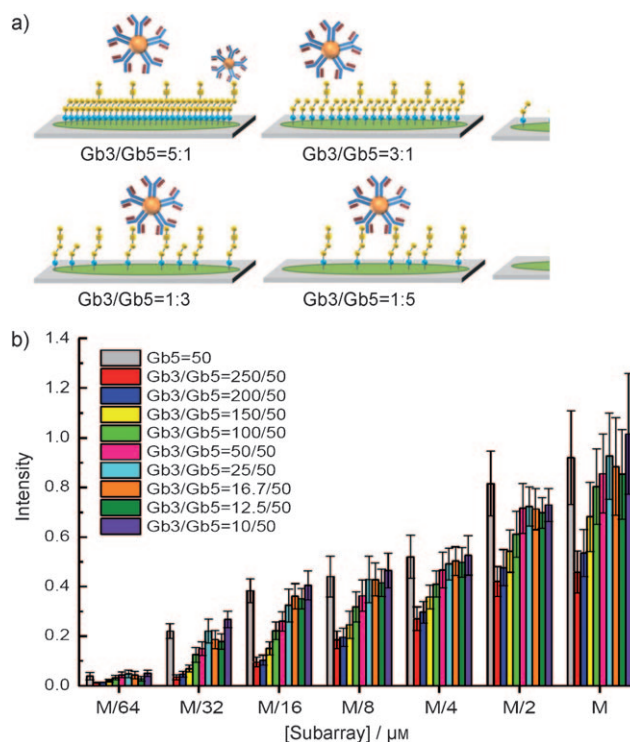 a)
Gb3/Gb5=5:1
Gb3/Gb5=3:1
Gb3/Gb5=1:3
Gb3/Gb5=1:5
b)
1.4
1.2
1.0
0.8
0.6
0.4
0.2
0.0
Intensity
Gb5=50
Gb3/Gb5=250/50
Gb3/Gb5=200/50
Gb3/Gb5=150/50
Gb3/Gb5=100/50
Gb3/Gb5=50/50
Gb3/Gb5=25/50
Gb3/Gb5=16.7/50
Gb3/Gb5=12.5/50
Gb3/Gb5=10/50
M/64 M/32 M/16 M/8 M/4 M/2 M
[Subarray] / μM